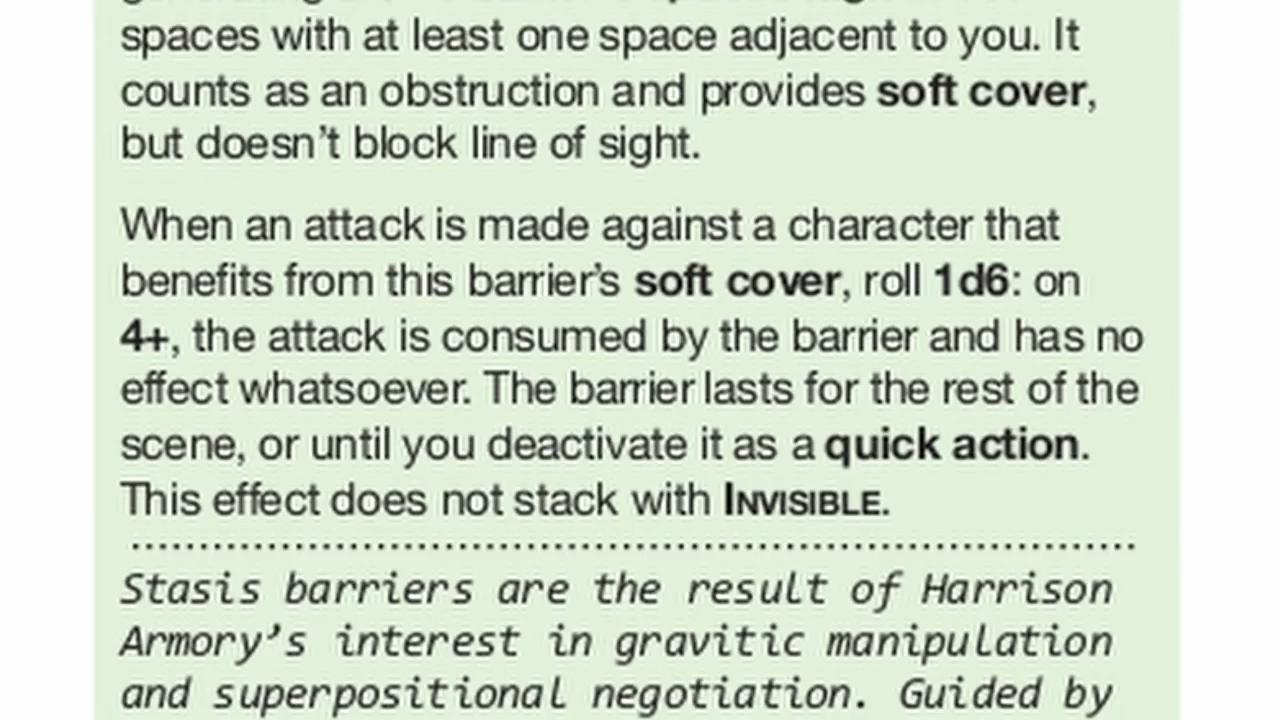 spaces with at least one space adjacent to you. It
counts as an obstruction and provides soft cover,
but doesn’t block line of sight.
When an attack is made against a character that
benefits from this barrier’s soft cover, roll 1d6: on
4+, the attack is consumed by the barrier and has no
effect whatsoever. The barrier lasts for the rest of the
scene, or until you deactivate it as a quick action.
This effect does not stack with INVISIBLE.
Stasis barriers are the result of Harrison
Armory’s interest in gravitic manipulation
and superpositional negotiation. Guided by